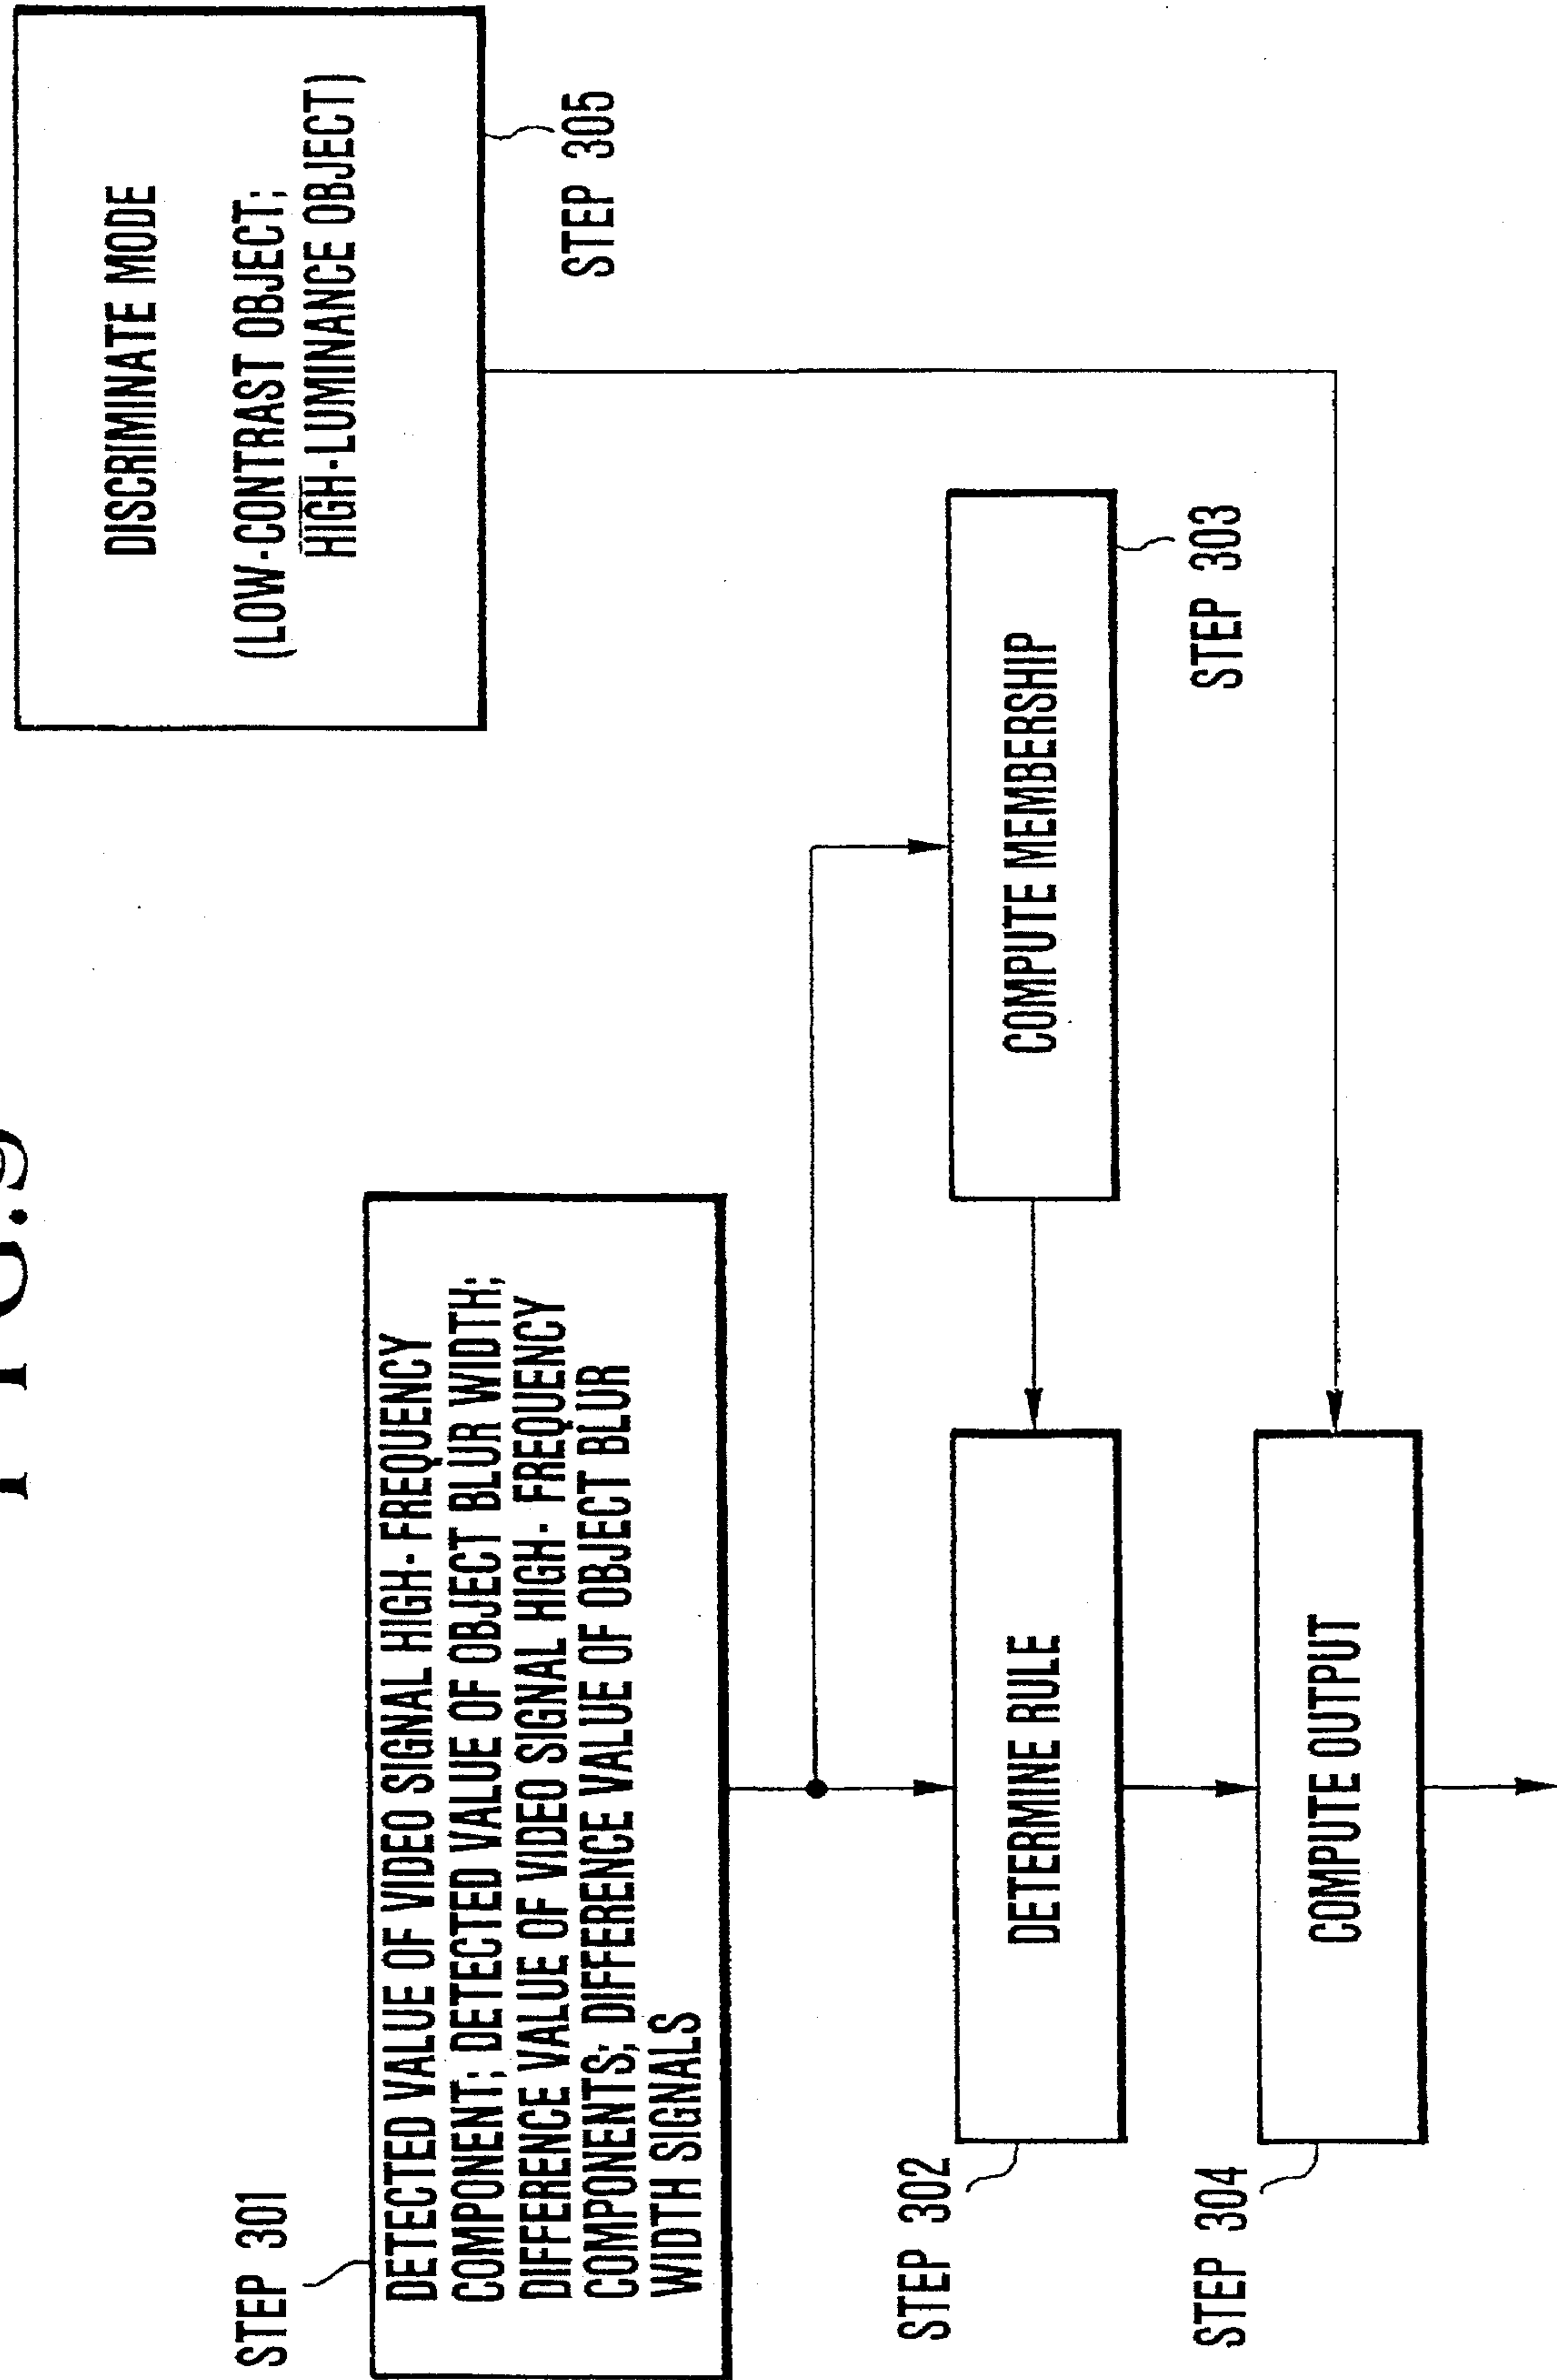 FIG.9
STEP 301
DETECTED VALUE OF VIDEO SIGNAL HIGH-FREQUENCY
COMPONENT; DETECTED VALUE OF OBJECT BLUR WIDTH;
DIFFERENCE VALUE OF VIDEO SIGNAL HIGH-FREQUENCY
COMPONENTS; DIFFERENCE VALUE OF OBJECT BLUR
WIDTH SIGNALS
DISCRIMINATE MODE
(LOW-CONTRAST OBJECT;
HIGH-LUMINANCE OBJECT)
STEP 305
STEP 302
DETERMINE RULE
COMPUTE MEMBERSHIP
STEP 303
STEP 304
COMPUTE OUTPUT